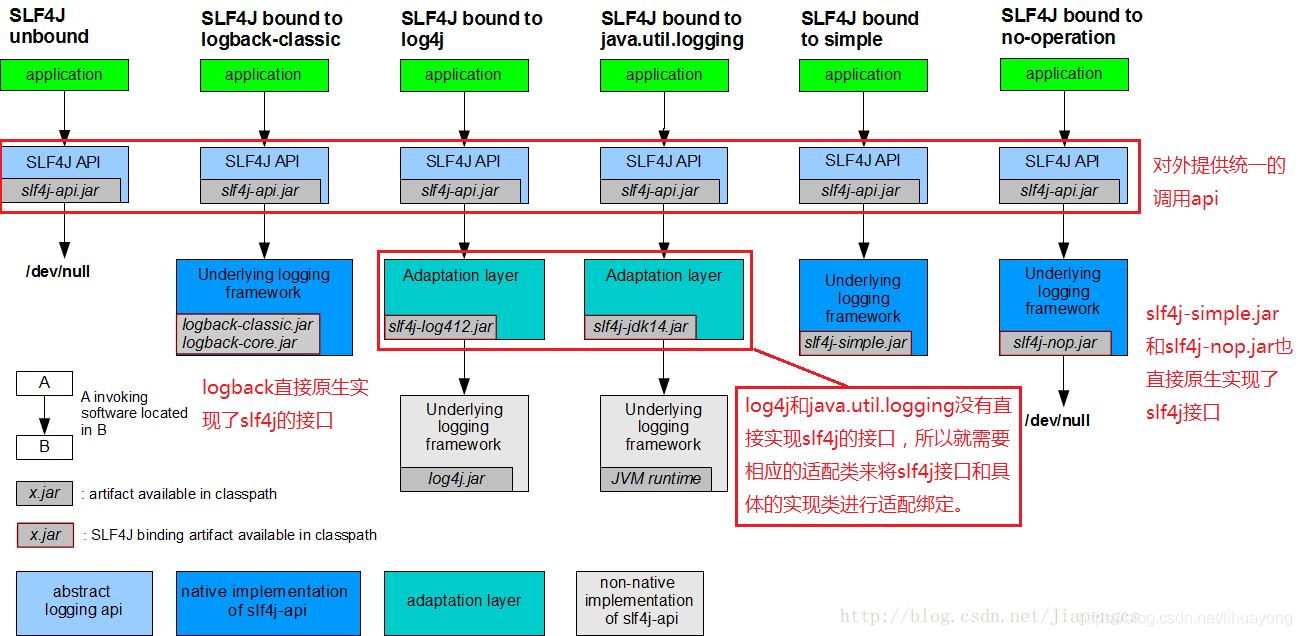 SLF4J
unbound
SLF4J bound to
logback-classic
SLF4J bound to
log4j
SLF4J bound to
java.util.logging
SLF4J bound
to simple
SLF4J bound to
no-operation
application
application
application
application
application
application
SLF4J API
slf4j-api.jar
SLF4J API
slf4j-api.jar
SLF4J API
slf4j-api.jar
SLF4J API
slf4j-api.jar
SLF4J API
slf4j-api.jar
SLF4J API
slf4j-api.jar
对外提供统一的
调用api
/dev/null
Underlying logging
framework
logback-classic.jar
logback-core.jar
Adaptation layer
slf4j-log412.jar
Adaptation layer
slf4j-jdk14.jar
Underlying
logging
framework
slf4j-simple.jar
Underlying
logging
framework
slf4j-nop.jar
slf4j-simple.jar
和slf4j-nop.jar也
直接原生实现了
slf4j接口
logback直接原生实
现了slf4j的接口
Underlying
logging
framework
log4j.jar
Underlying
logging
framework
JVM runtime
log4j和java.util.logging没有直
接实现slf4j的接口，所以就需要
相应的适配类来将slf4j接口和具
体的实现类进行适配绑定。
/dev/null
A
B
A invoking
software located
in B
x.jar : artifact available in classpath
x.jar : SLF4J binding artifact available in classpath
abstract
logging api
native implementation
of slf4j-api
adaptation layer
non-native
implementation
of slf4j-api